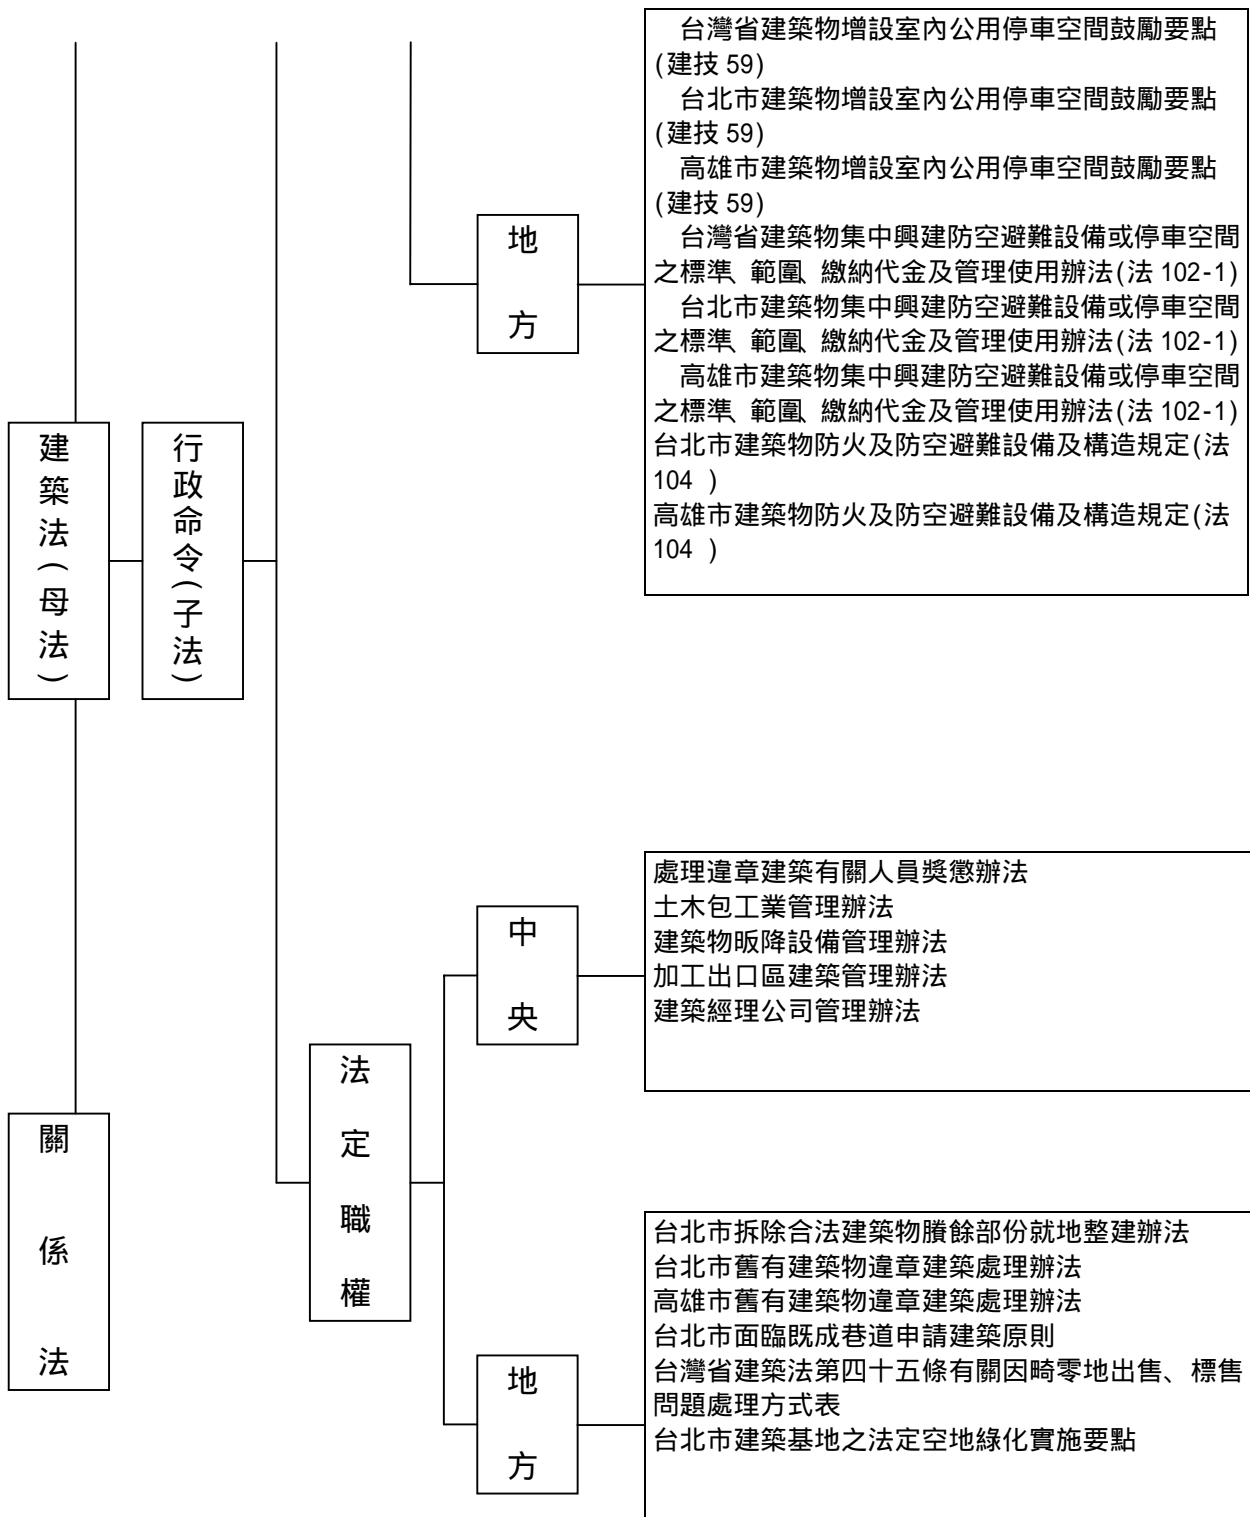 台灣省建築物增設室內公用停車空間鼓勵要點
(建技 59)
台北市建築物增設室內公用停車空間鼓勵要點
(建技 59)
高雄市建築物增設室內公用停車空間鼓勵要點
(建技 59)
台灣省建築物集中興建防空避難設備或停車空間
之標準、範圍、繳納代金及管理使用辦法(法 102-1)
台北市建築物集中興建防空避難設備或停車空間
之標準、範圍、繳納代金及管理使用辦法(法 102-1)
高雄市建築物集中興建防空避難設備或停車空間
之標準、範圍、繳納代金及管理使用辦法(法 102-1)
台北市建築物防火及防空避難設備及構造規定(法
104 )
高雄市建築物防火及防空避難設備及構造規定(法
104 )
地方
建築法(母法)
行政命令(子法)
處理違章建築有關人員獎懲辦法
土木包工業管理辦法
建築物昄降設備管理辦法
加工出口區建築管理辦法
建築經理公司管理辦法
中央
法定職權
關係法
台北市拆除合法建築物賸餘部份就地整建辦法
台北市舊有建築物違章建築處理辦法
高雄市舊有建築物違章建築處理辦法
台北市面臨既成巷道申請建築原則
台灣省建築法第四十五條有關因畸零地出售、標售
問題處理方式表
台北市建築基地之法定空地綠化實施要點
地方